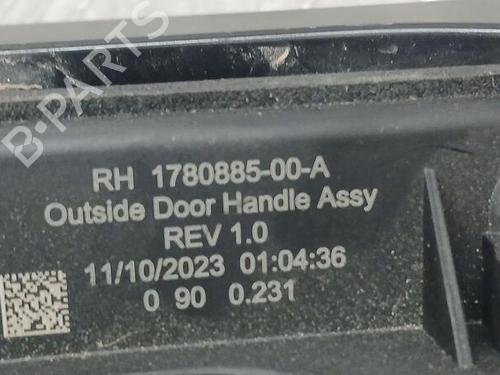 B-PARTS
RH 1780885-00-A
Outside Door Handle Assy
REV 1.0
11/10/2023 01:04:36
0 90 0.231